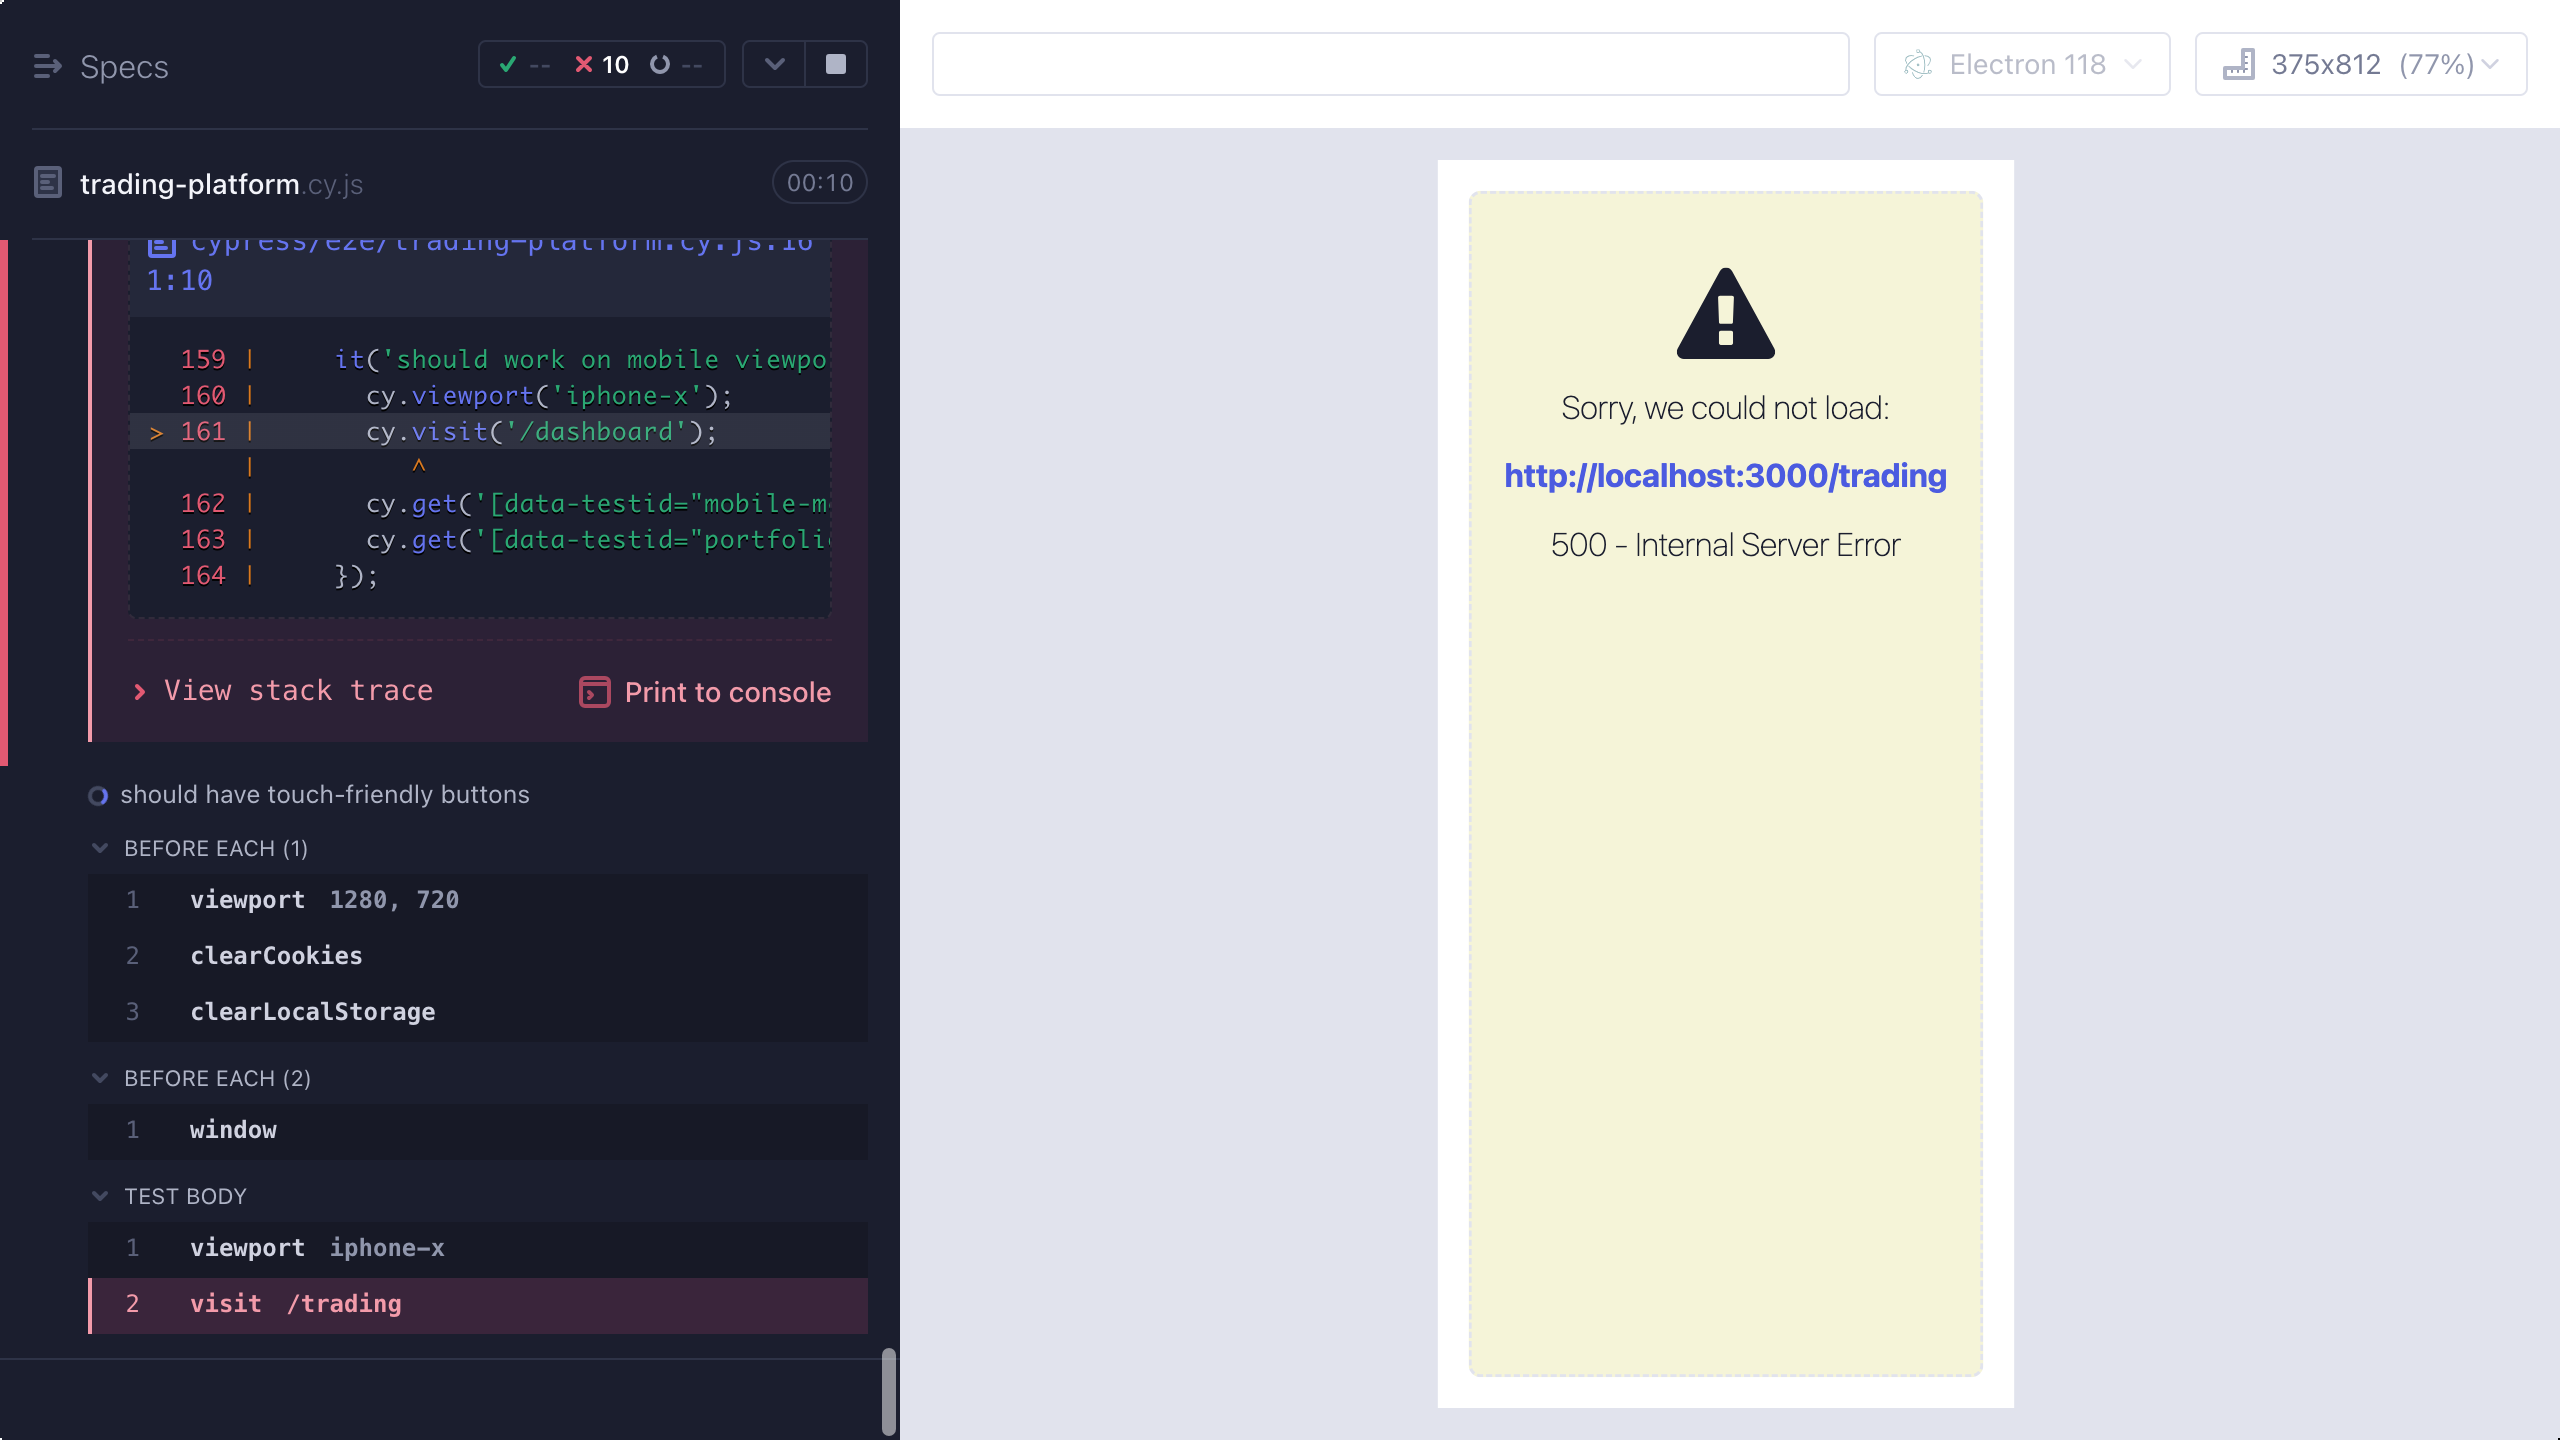 Specs
-- 10 --
trading-platform.cy.js
00:10
cypress/e2e/trading-platform.cy.js:16
1:10
159 | it('should work on mobile viewpo
160 | cy.viewport('iphone-x');
> 161 | cy.visit('/dashboard');
| ^
162 | cy.get('[data-testid="mobile-m
163 | cy.get('[data-testid="portfoli
164 | });
View stack trace
Print to console
should have touch-friendly buttons
BEFORE EACH (1)
1 viewport 1280, 720
2 clearCookies
3 clearLocalStorage
BEFORE EACH (2)
1 window
TEST BODY
1 viewport iphone-x
2 visit /trading
Electron 118
375x812 (77%)
Sorry, we could not load:
http://localhost:3000/trading
500 - Internal Server Error